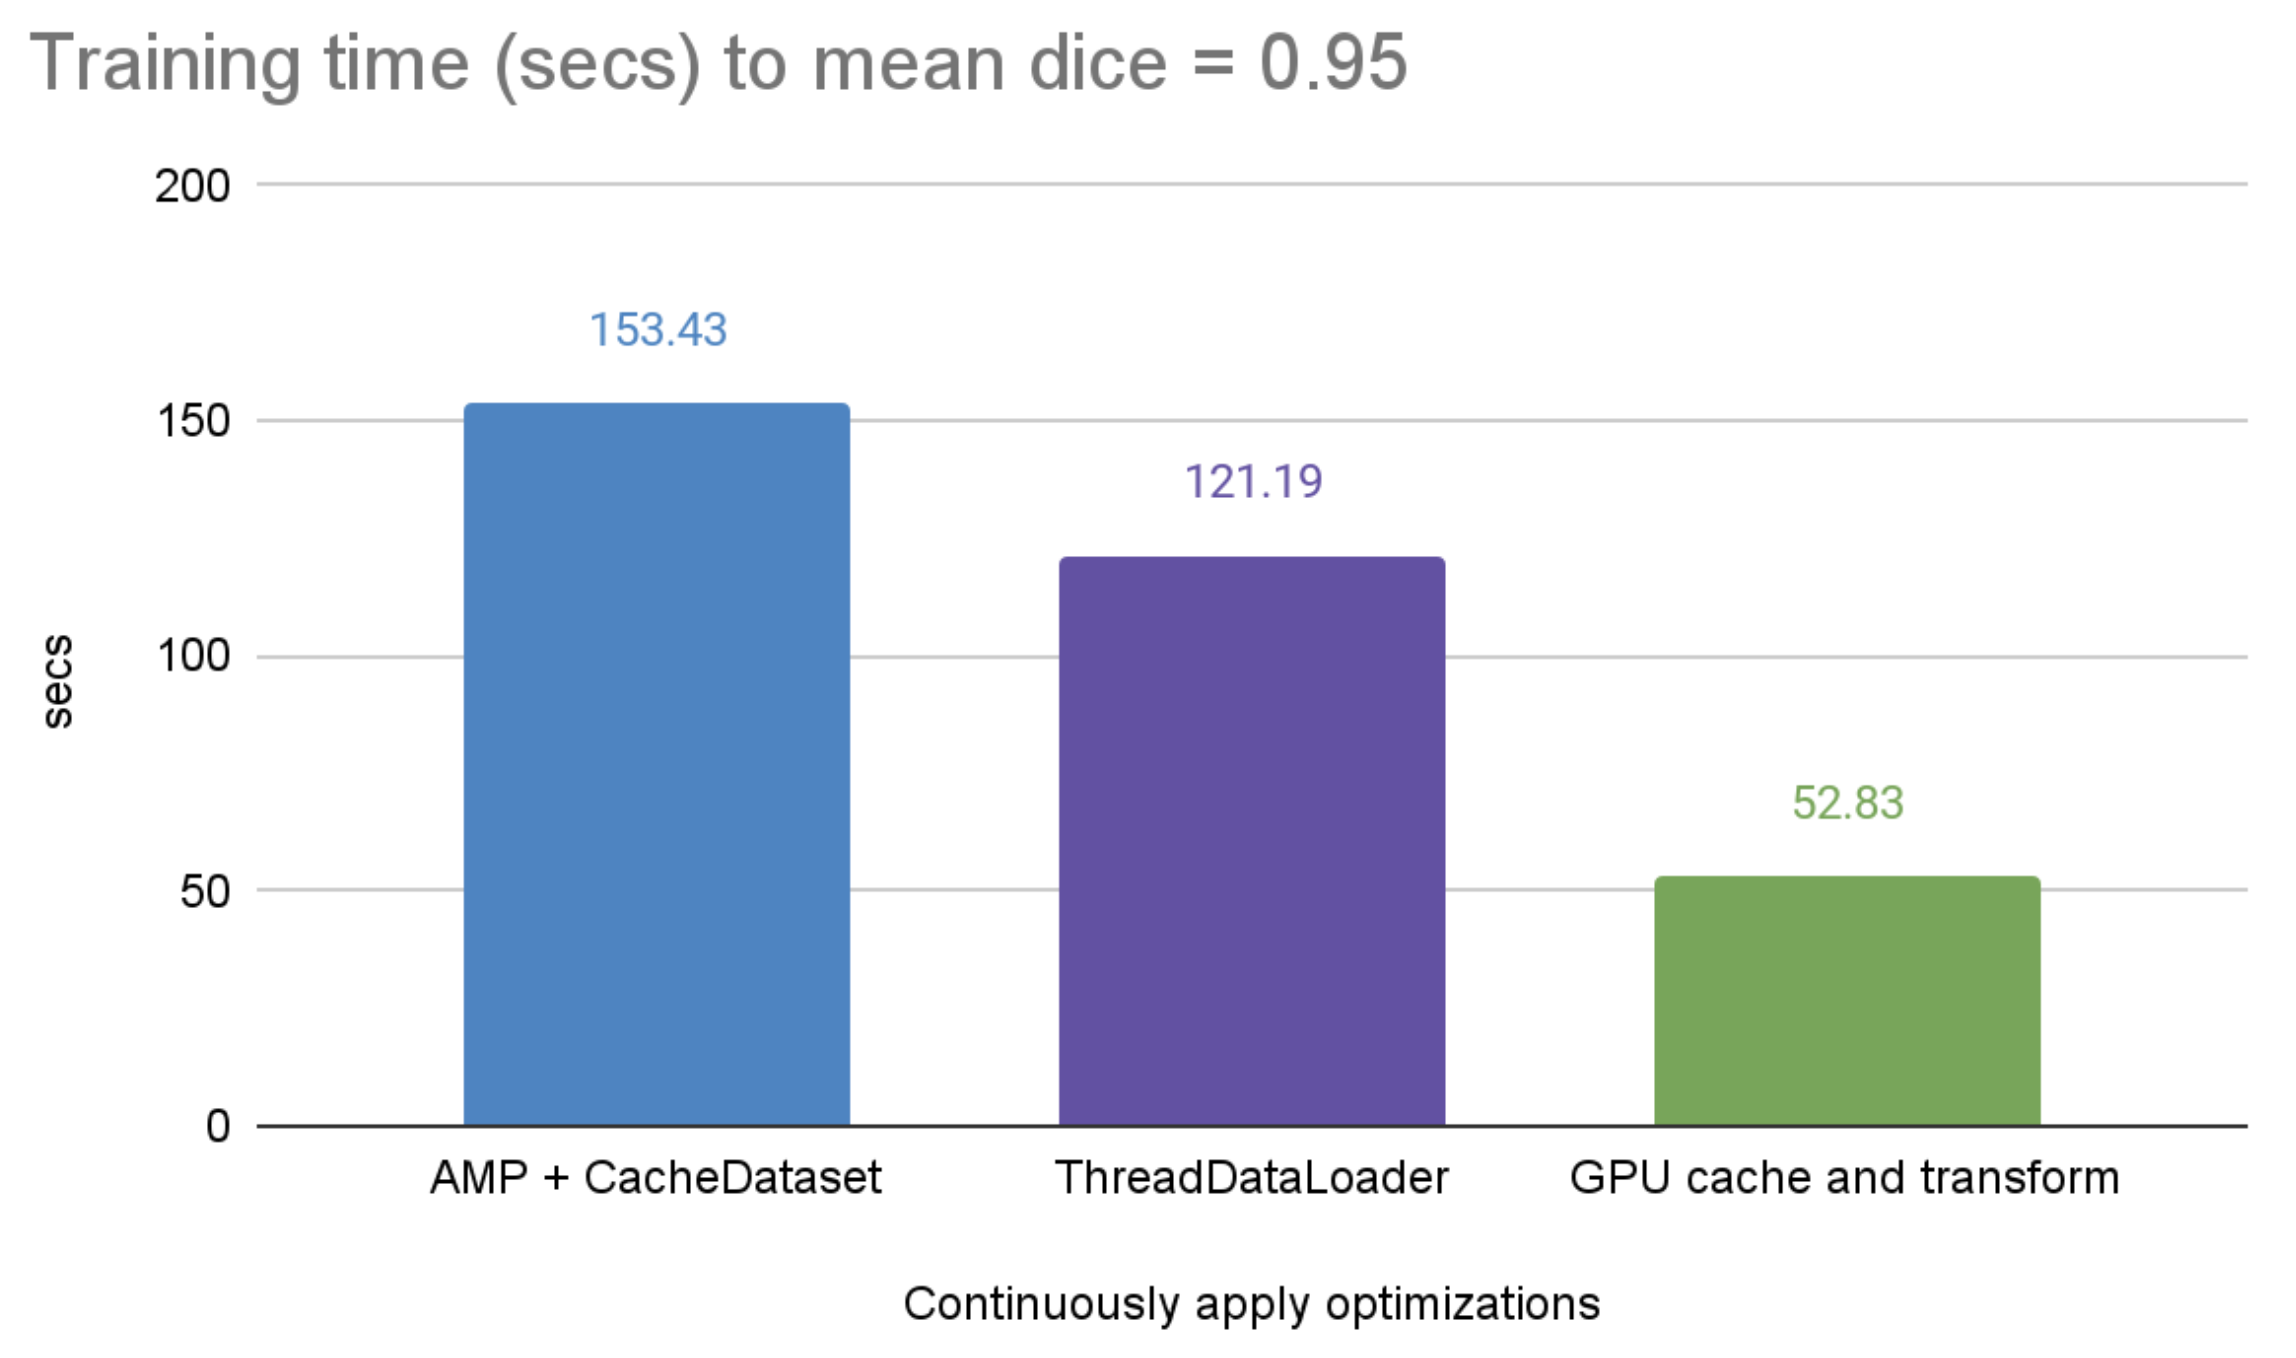 Training time (secs) to mean dice = 0.95
200
153.43
150
121.19
100
secs
52.83
50
0
AMP + CacheDataset
ThreadDataLoader
GPU cache and transform
Continuously apply optimizations